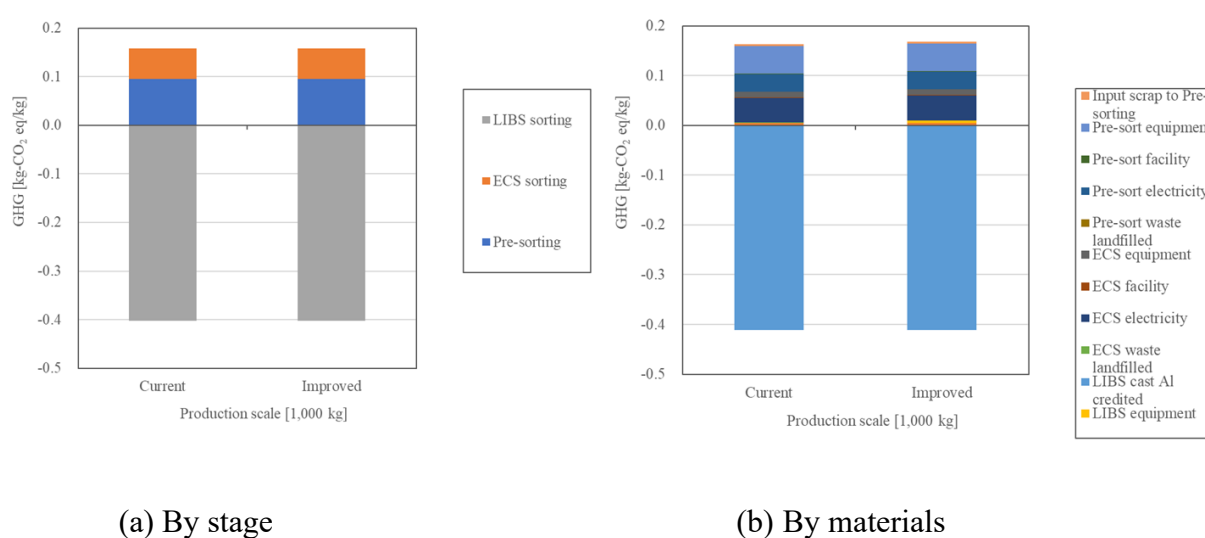 0.2
0.1
0.0
-0.1
-0.2
-0.3
-0.4
-0.5
GHG [kg-CO₂ eq/kg]
Current
Improved
Production scale [1,000 kg]
LIBS sorting
ECS sorting
Pre-sorting
(a) By stage
0.2
0.1
0.0
-0.1
-0.2
-0.3
-0.4
-0.5
GHG [kg-CO₂ eq/kg]
Current
Improved
Production scale [1,000 kg]
Input scrap to Pre-
sorting
Pre-sort equipment
Pre-sort facility
Pre-sort electricity
Pre-sort waste
landfilled
ECS equipment
ECS facility
ECS electricity
ECS waste
landfilled
LIBS cast Al
credited
LIBS equipment
(b) By materials